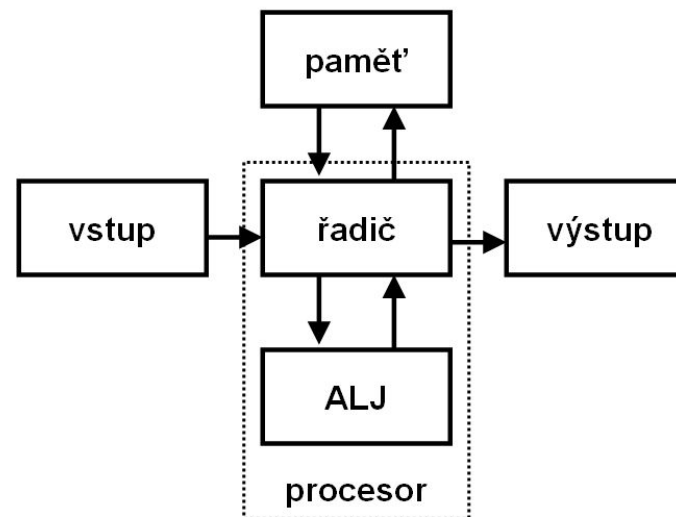 paměť
vstup
řadič
výstup
ALJ
procesor